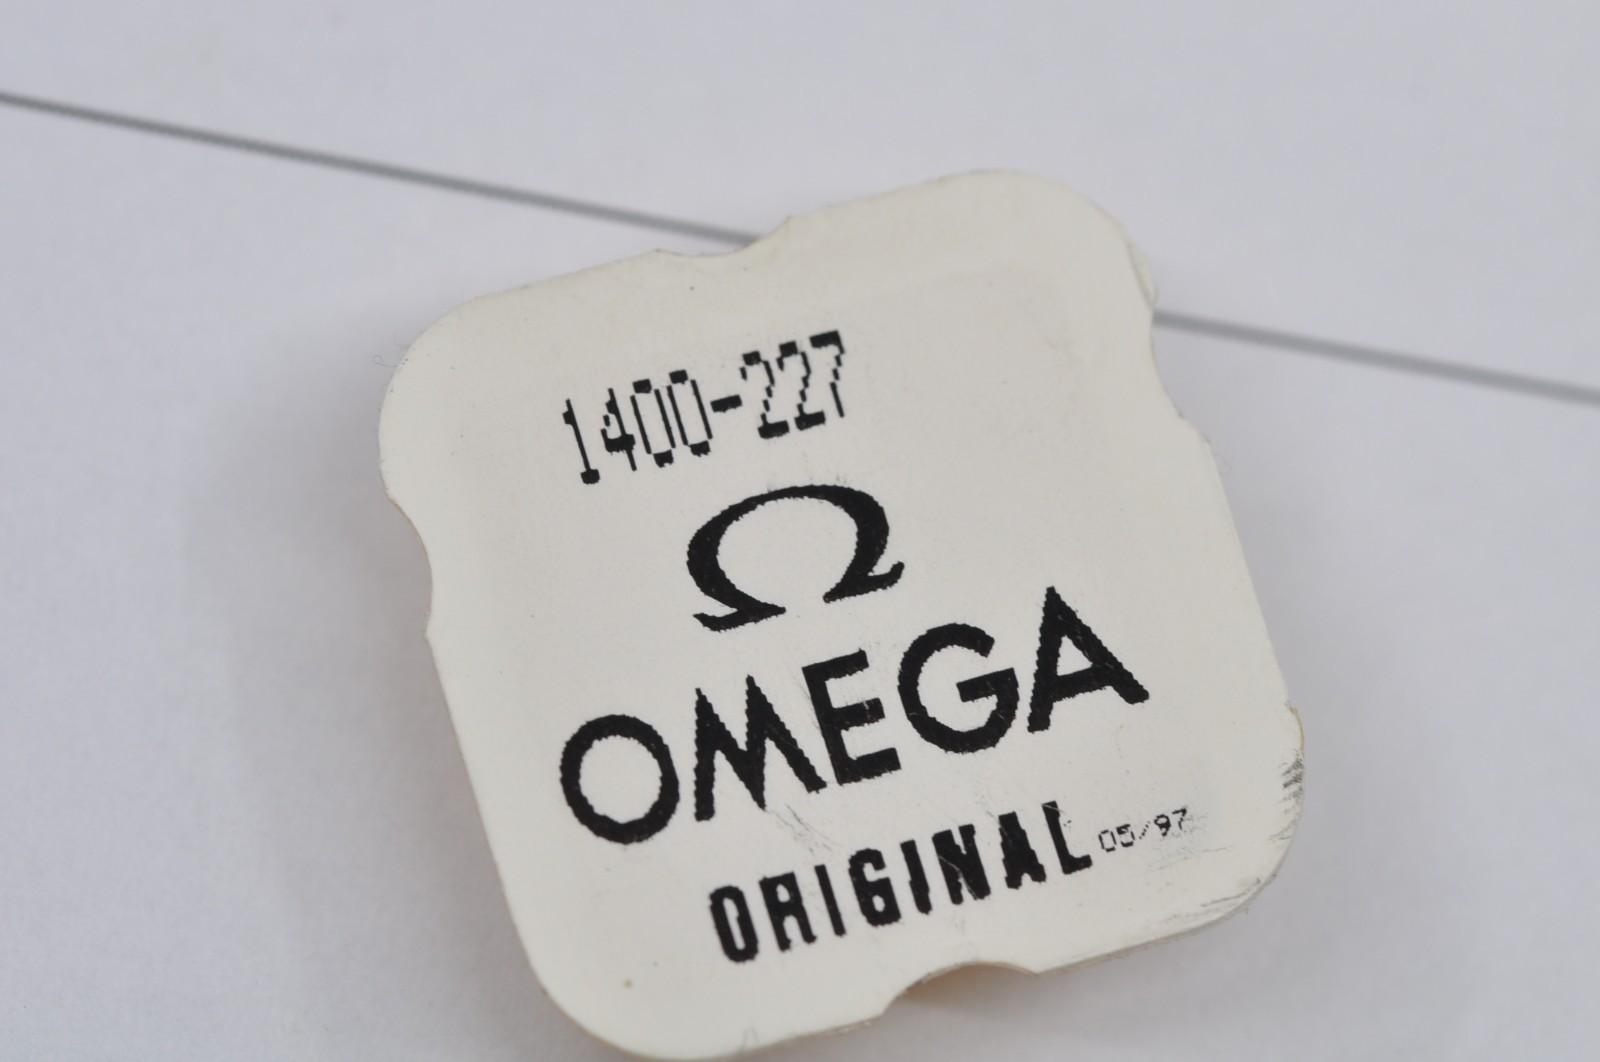 1400-227
Ω
OMEGA
ORIGINAL 05/97